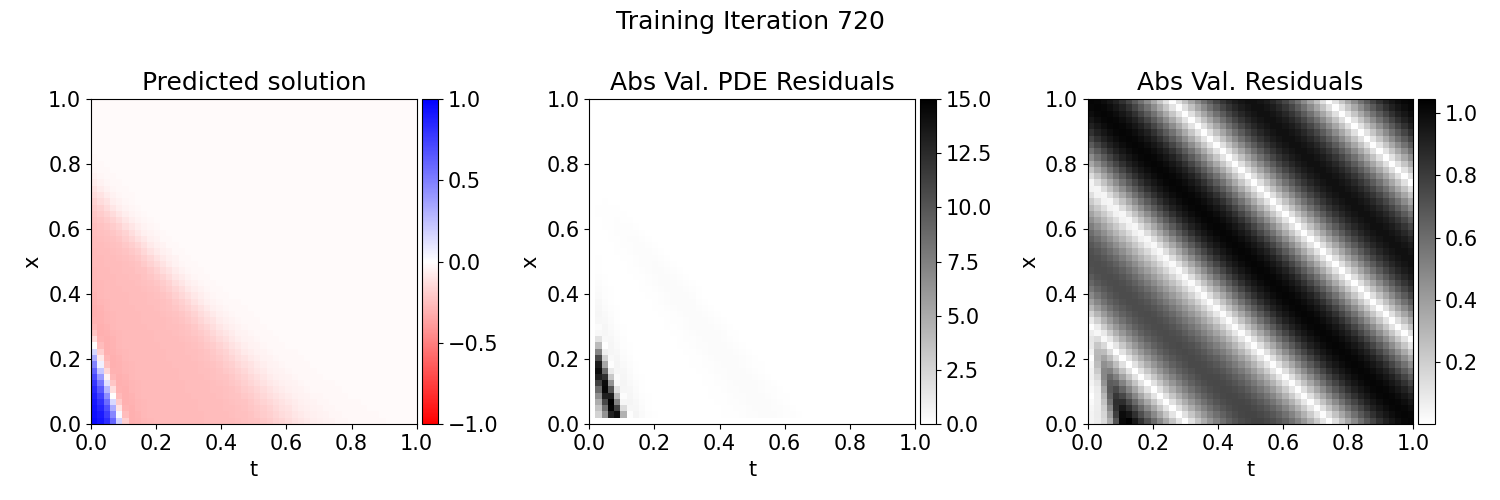 Training Iteration 720
Predicted solution
1.0
0.8
0.6
0.4
0.2
0.0
x
0.0 0.2 0.4 0.6 0.8 1.0
t
1.0
0.5
0.0
−0.5
−1.0
Abs Val. PDE Residuals
1.0
0.8
0.6
0.4
0.2
0.0
x
0.0 0.2 0.4 0.6 0.8 1.0
t
15.0
12.5
10.0
7.5
5.0
2.5
0.0
Abs Val. Residuals
1.0
0.8
0.6
0.4
0.2
0.0
x
0.0 0.2 0.4 0.6 0.8 1.0
t
1.0
0.8
0.6
0.4
0.2